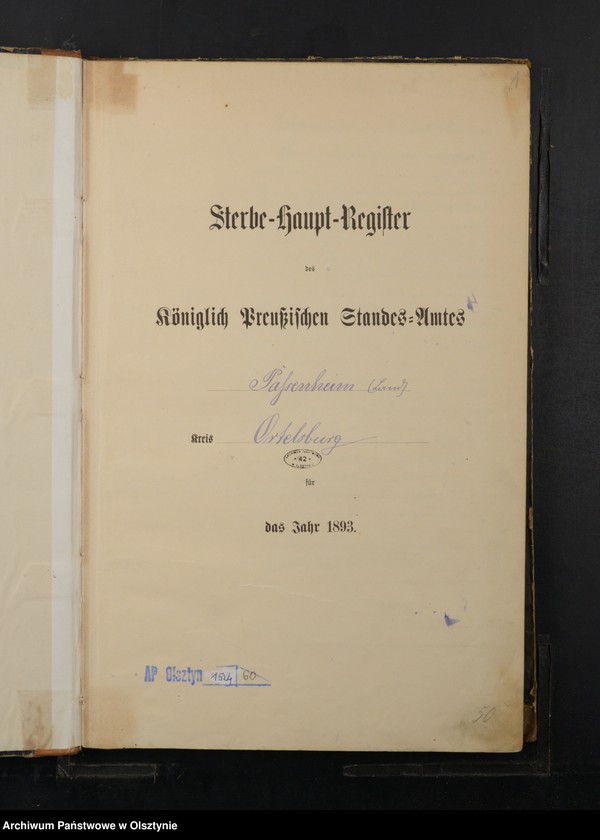 Sterbe-Haupt-Register
des
Königlich Preußischen Standes-Amtes
Paßenheim (Land)
Kreis Ortelsburg
42
für
das Jahr 1893.
AP Olsztyn 1504/60
50
Archiwum Państwowe w Olsztynie